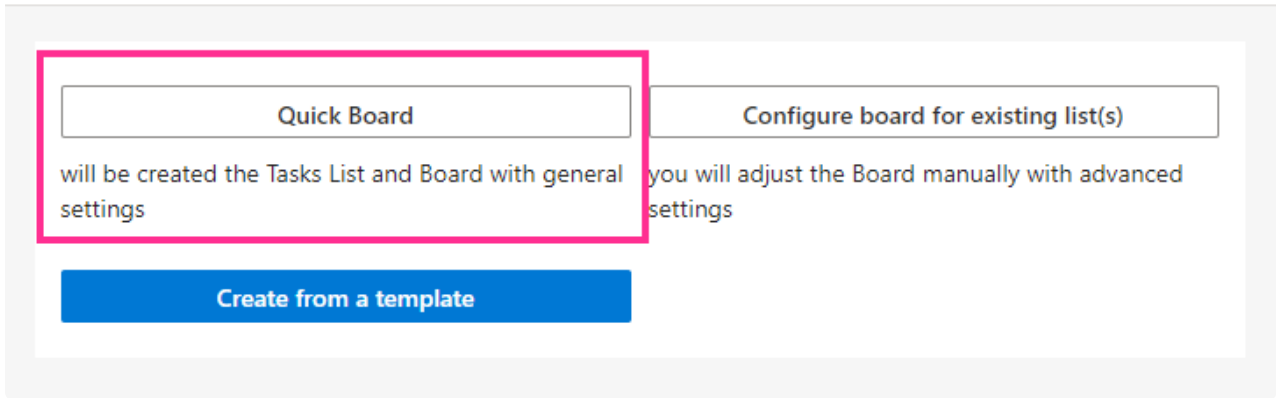 Quick Board
will be created the Tasks List and Board with general
settings
Configure board for existing list(s)
you will adjust the Board manually with advanced
settings
Create from a template